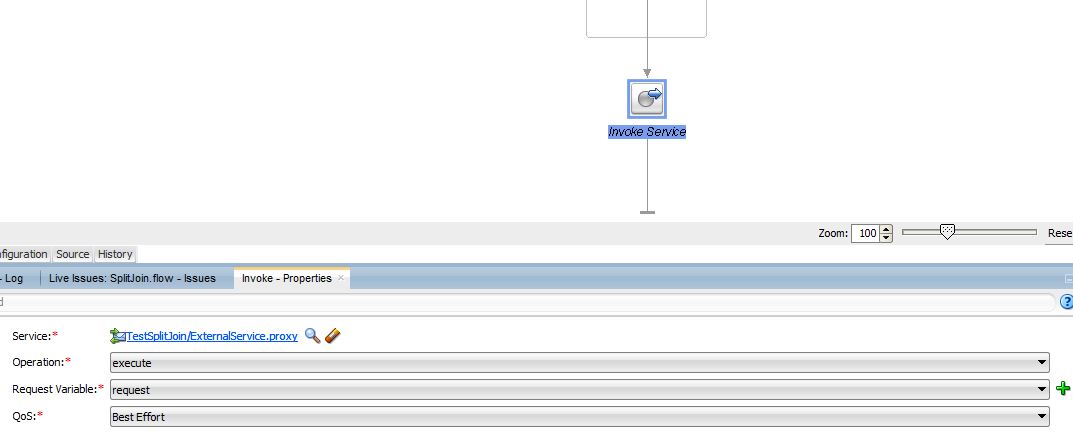 Invoke Service
Zoom: 100 Rese
nfiguration Source History
- Log Live Issues: SplitJoin.flow - Issues Invoke - Properties ×
d ?
Service:* TestSplitJoin/ExternalService.proxy
Operation:* execute
Request Variable:* request
QoS:* Best Effort